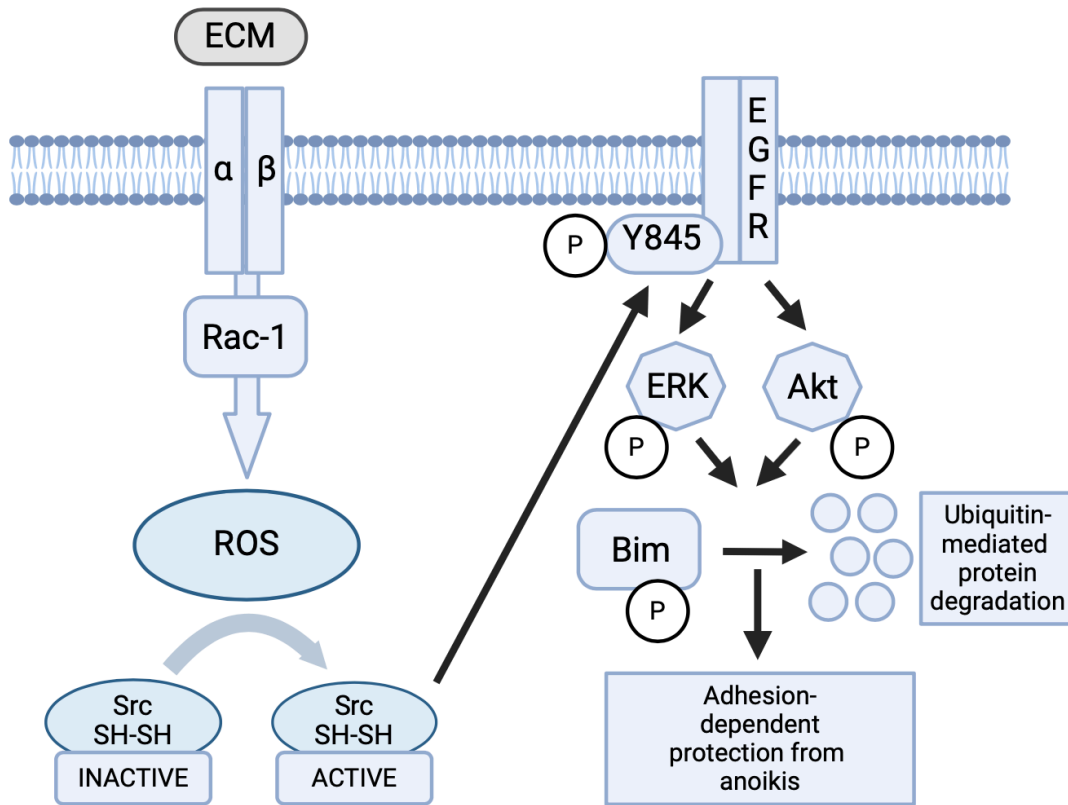 ECM
α
β
E
G
F
R
P
Y845
Rac-1
ERK
Akt
P
P
ROS
Bim
P
Ubiquitin-
mediated
protein
degradation
Src
SH-SH
INACTIVE
Src
SH-SH
ACTIVE
Adhesion-
dependent
protection from
anoikis